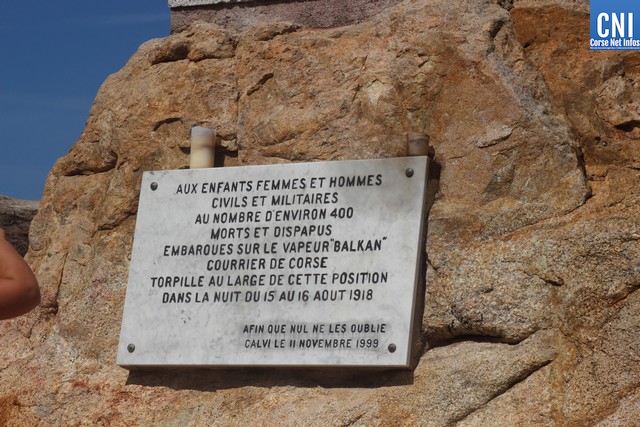 CNI
Corse Net Infos
AUX ENFANTS FEMMES ET HOMMES
CIVILS ET MILITAIRES
AU NOMBRE D'ENVIRON 400
MORTS ET DISPAPUS
EMBARQUES SUR LE VAPEUR "BALKAN"
COURRIER DE CORSE
TORPILLE AU LARGE DE CETTE POSITION
DANS LA NUIT DU 15 AU 16 AOUT 1918
AFIN QUE NUL NE LES OUBLIE
CALVI LE 11 NOVEMBRE 1999